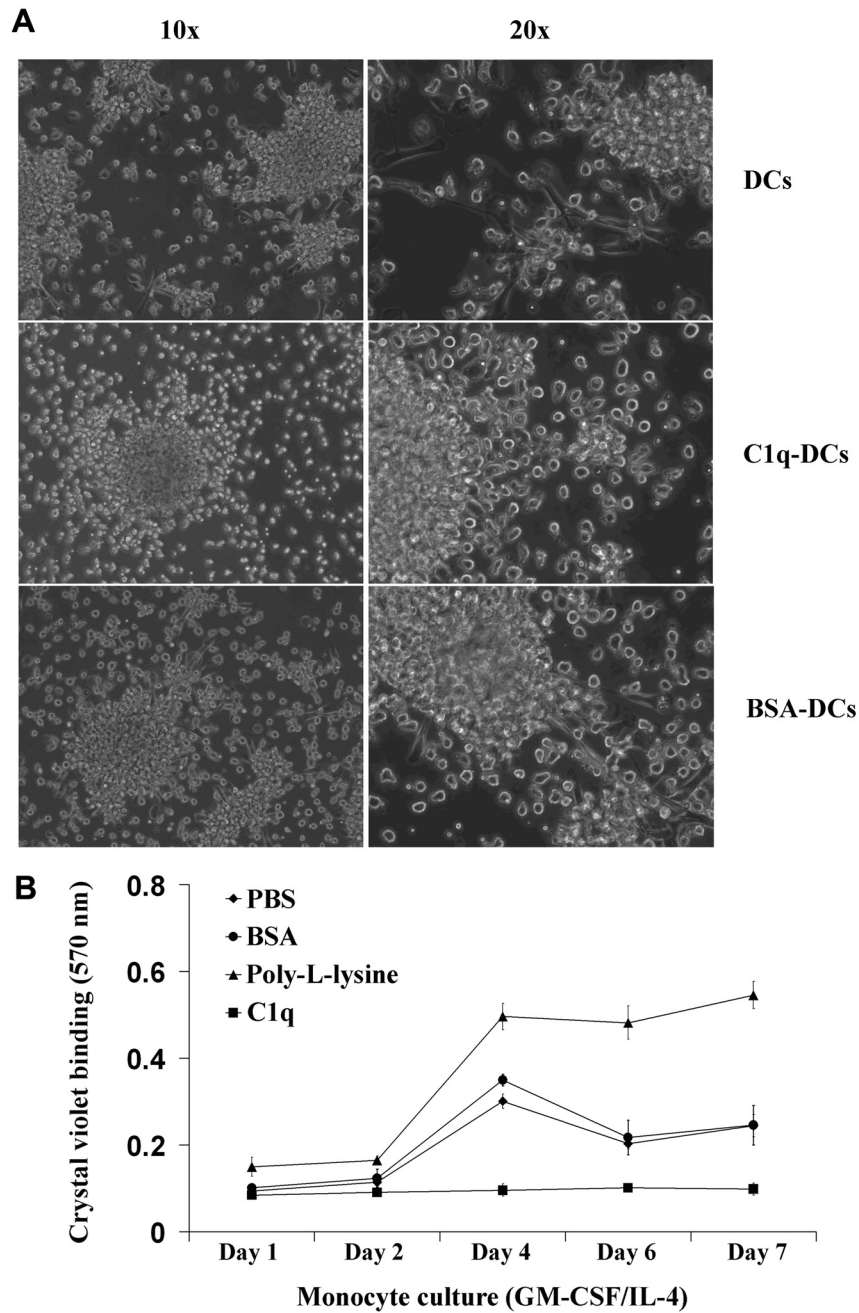 A
10x
20x
DCs
C1q-DCs
BSA-DCs
B
PBS
BSA
Poly-L-lysine
C1q
Crystal violet binding (570 nm)
0.8
0.6
0.4
0.2
0
Day 1
Day 2
Day 4
Day 6
Day 7
Monocyte culture (GM-CSF/IL-4)